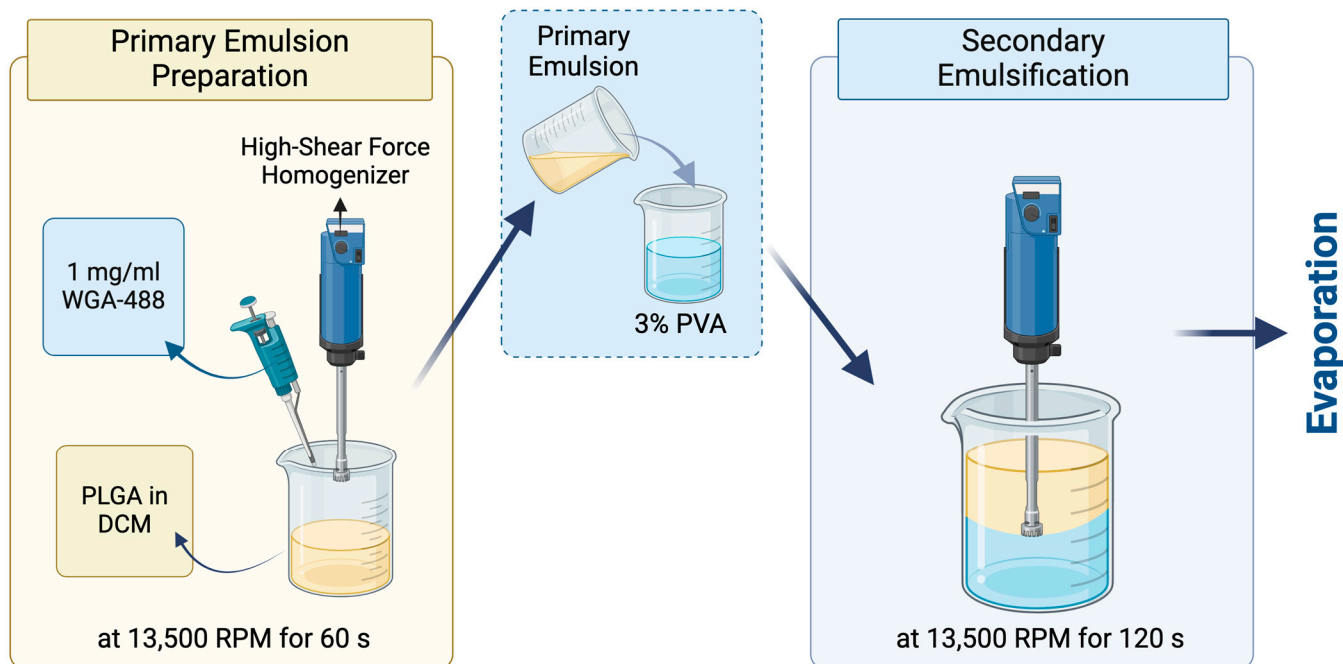 Primary Emulsion
Preparation
High-Shear Force
Homogenizer
1 mg/ml
WGA-488
PLGA in
DCM
at 13,500 RPM for 60 s
Primary
Emulsion
3% PVA
Secondary
Emulsification
at 13,500 RPM for 120 s
Evaporation